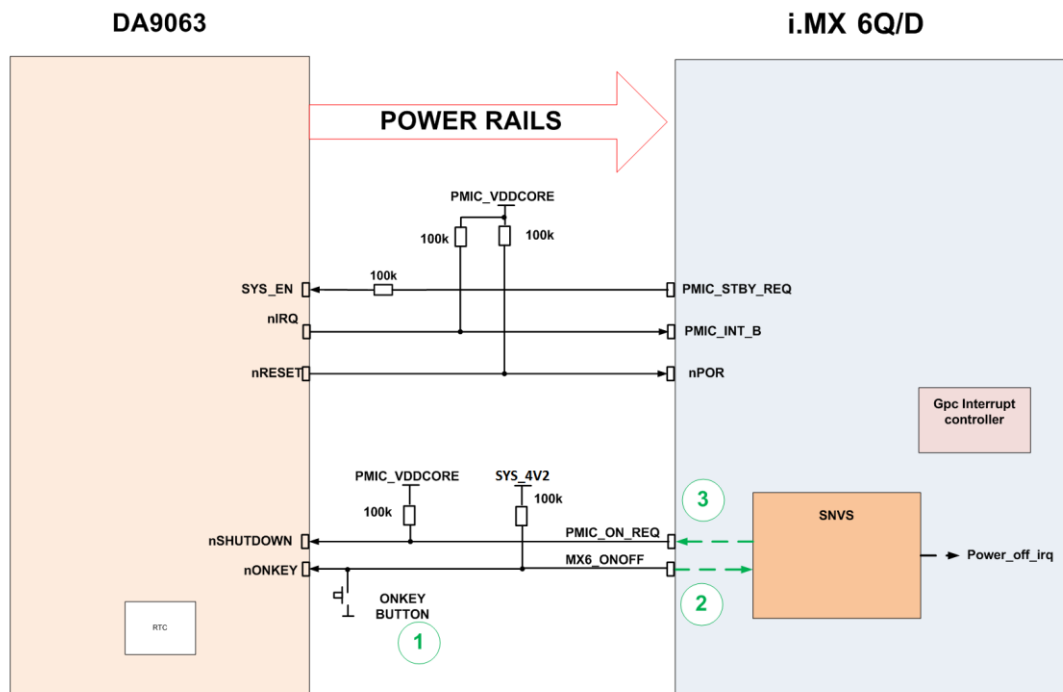 DA9063
i.MX 6Q/D
POWER RAILS
PMIC_VDDCORE
100k
100k
100k
SYS_EN
PMIC_STBY_REQ
nIRQ
PMIC_INT_B
nRESET
nPOR
Gpc Interrupt
controller
PMIC_VDDCORE
SYS_4V2
100k
100k
3
SNVS
nSHUTDOWN
PMIC_ON_REQ
Power_off_irq
nONKEY
MX6_ONOFF
ONKEY
BUTTON
2
1
RTC